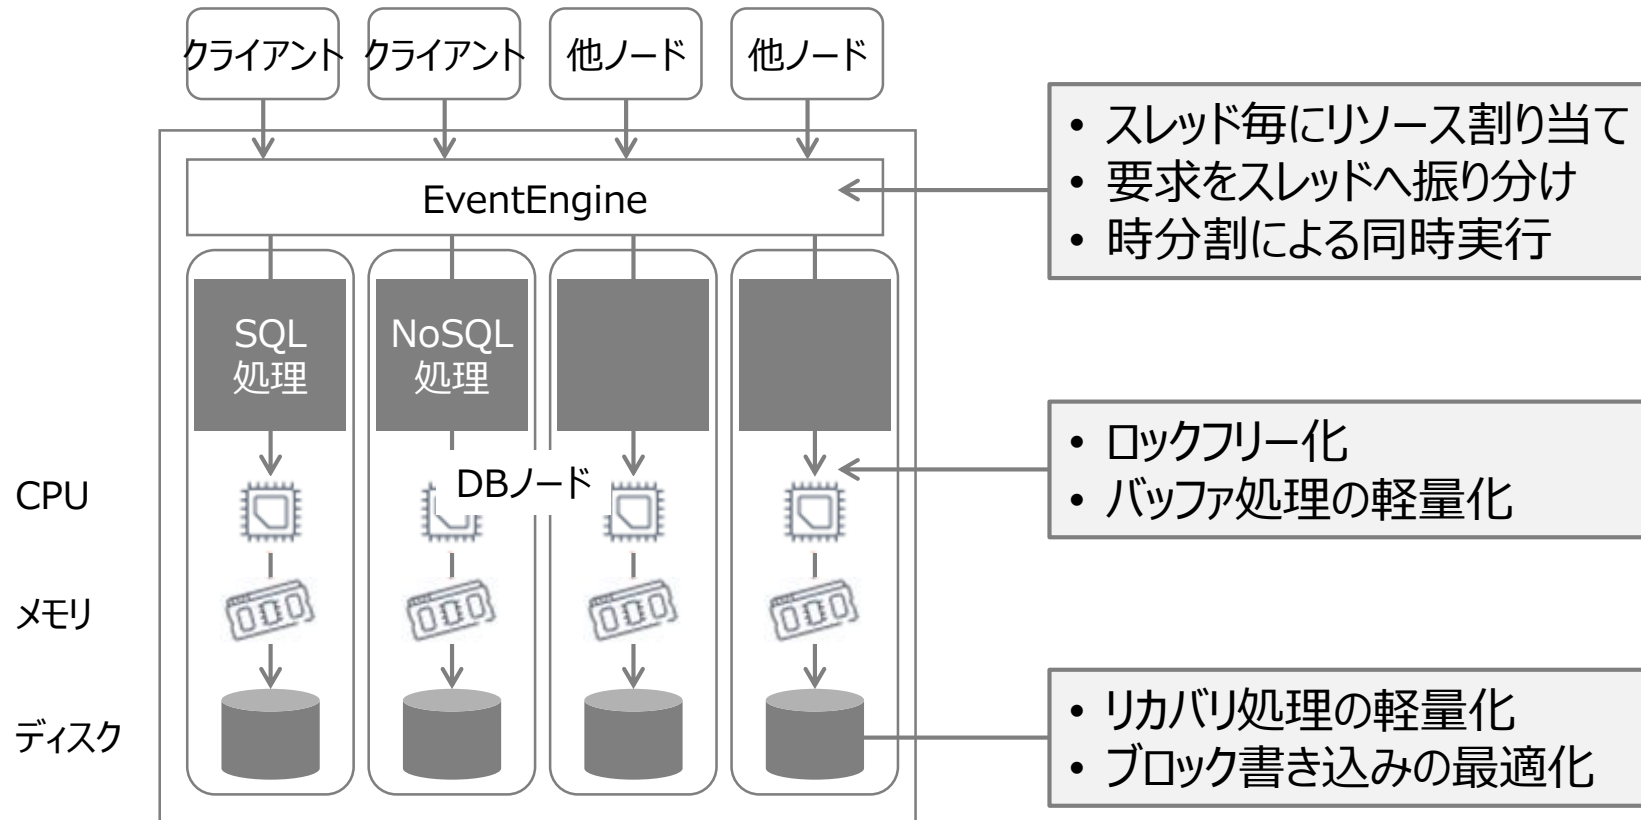 クライアント
クライアント
他ノード
他ノード
EventEngine
• スレッド毎にリソース割り当て
• 要求をスレッドへ振り分け
• 時分割による同時実行
SQL
処理
NoSQL
処理
DBノード
CPU
メモリ
ディスク
• ロックフリー化
• バッファ処理の軽量化
• リカバリ処理の軽量化
• ブロック書き込みの最適化